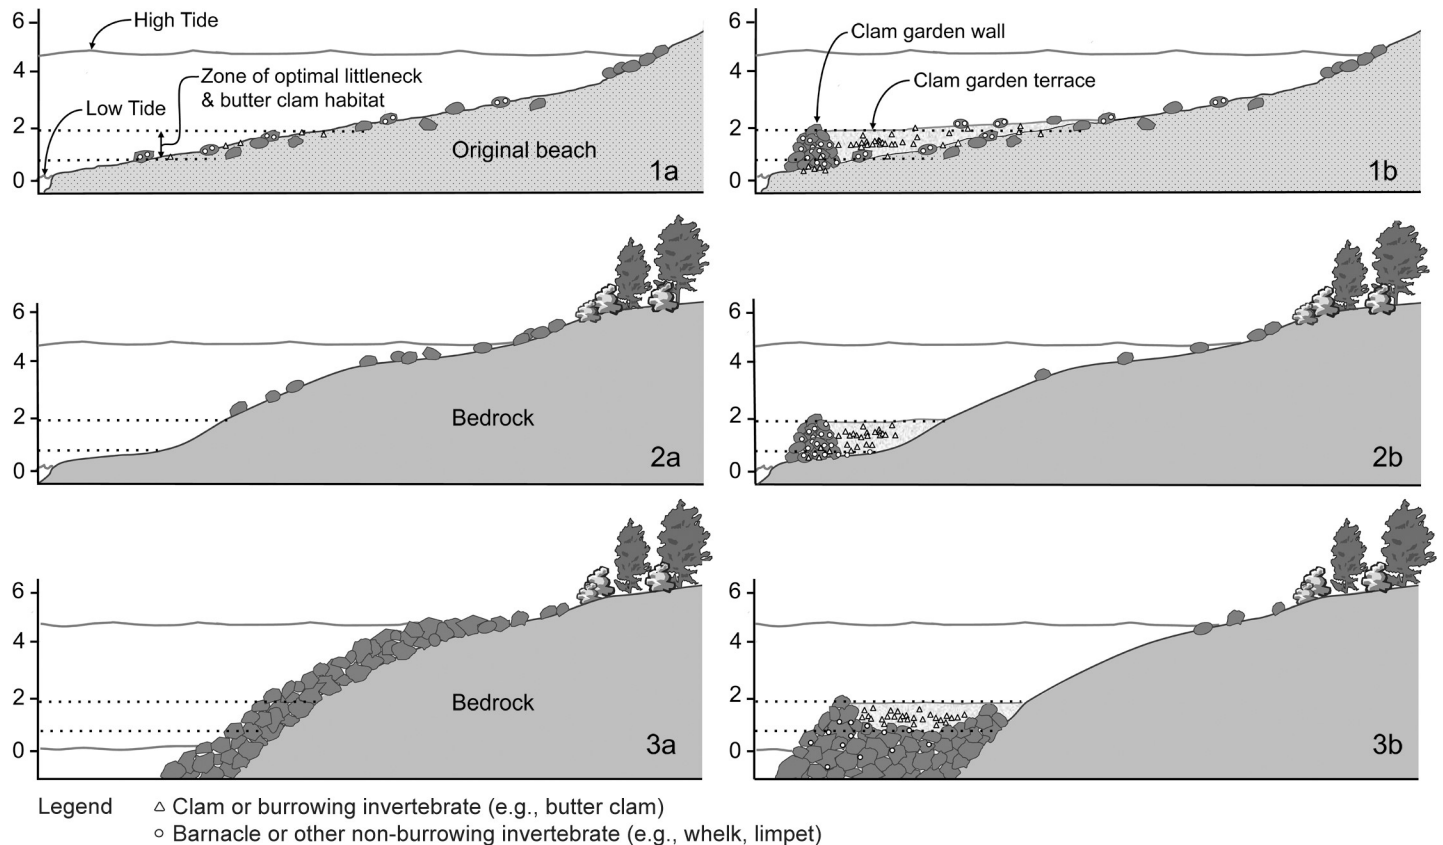 6
High Tide
4
Zone of optimal littleneck
& butter clam habitat
Low Tide
2
Original beach
0
1a
6
Clam garden wall
4
Clam garden terrace
2
0
1b
6
4
2
Bedrock
0
2a
6
4
2
0
2b
6
4
2
Bedrock
0
3a
6
4
2
0
3b
Legend
△ Clam or burrowing invertebrate (e.g., butter clam)
○ Barnacle or other non-burrowing invertebrate (e.g., whelk, limpet)